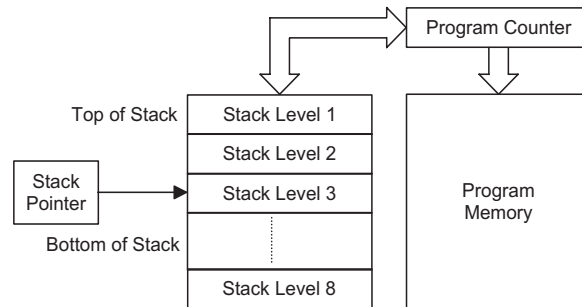 Program Counter
Top of Stack
Stack Level 1
Stack Level 2
Stack
Pointer
Stack Level 3
Program
Memory
Bottom of Stack
Stack Level 8